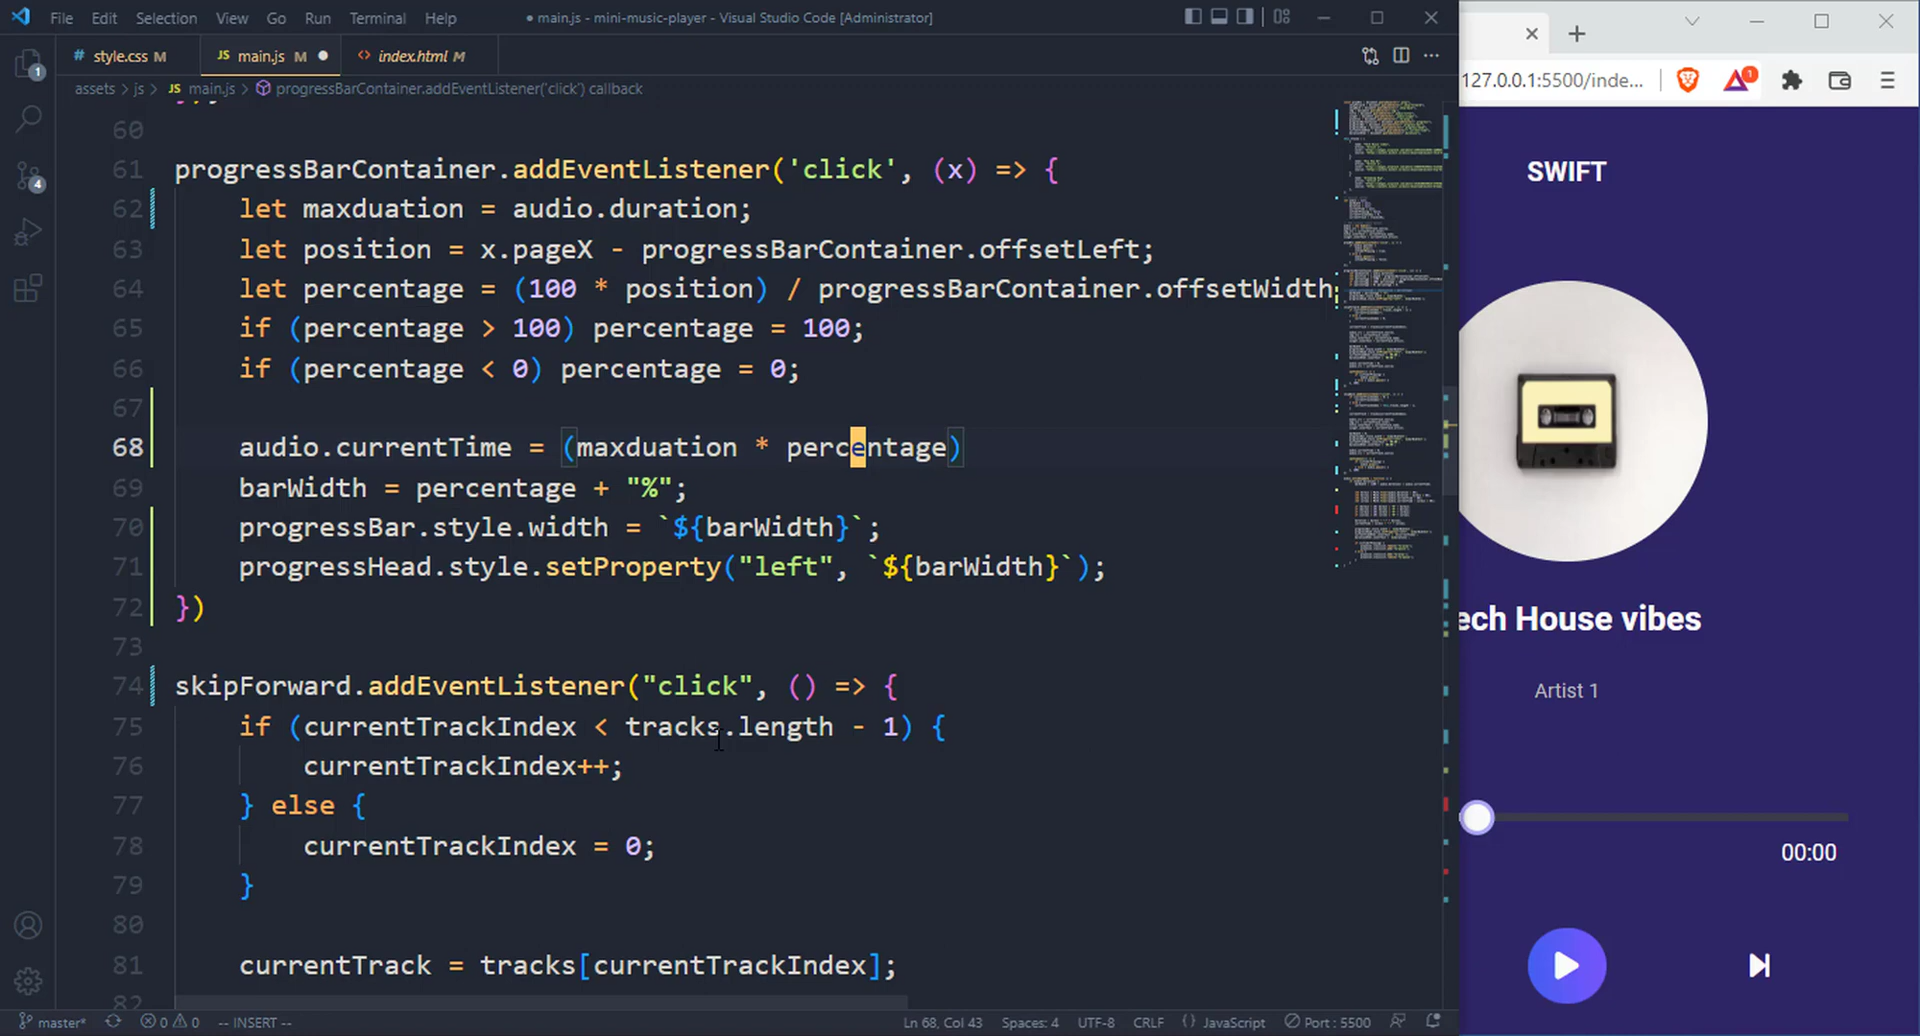 File Edit Selection View Go Run Terminal Help
● main.js - mini-music-player - Visual Studio Code [Administrator]
# style.css M
JS main.js M ●
<> index.html M
assets > js > JS main.js > progressBarContainer.addEventListener('click') callback
60
61 progressBarContainer.addEventListener('click', (x) => {
62 let maxduation = audio.duration;
63 let position = x.pageX - progressBarContainer.offsetLeft;
64 let percentage = (100 * position) / progressBarContainer.offsetWidth
65 if (percentage > 100) percentage = 100;
66 if (percentage < 0) percentage = 0;
67
68 audio.currentTime = (maxduation * percentage)
69 barWidth = percentage + "%";
70 progressBar.style.width = `${barWidth}`;
71 progressHead.style.setProperty("left", `${barWidth}`);
72 })
73
74 skipForward.addEventListener("click", () => {
75 if (currentTrackIndex < tracks.length - 1) {
76 currentTrackIndex++;
77 } else {
78 currentTrackIndex = 0;
79 }
80
81 currentTrack = tracks[currentTrackIndex];
82
1
4
master* 0 0 -- INSERT -- Ln 68, Col 43 Spaces: 4 UTF-8 CRLF {} JavaScript Port : 5500
127.0.0.1:5500/inde...
1
SWIFT
ech House vibes
Artist 1
00:00